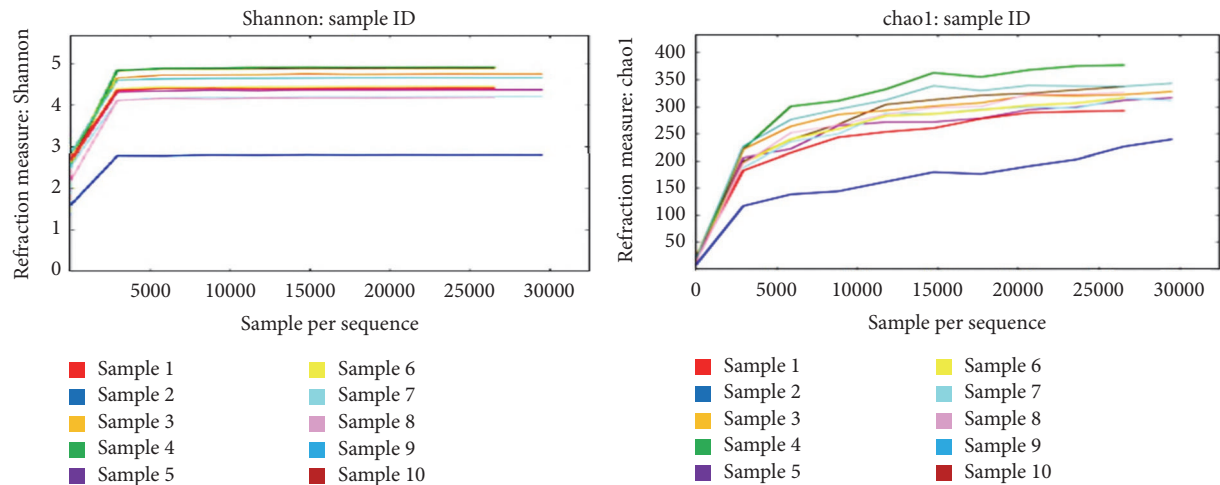 Shannon: sample ID
Refraction measure: Shannon
5
4
3
2
1
0
5000 10000 15000 20000 25000 30000
Sample per sequence
Sample 1
Sample 2
Sample 3
Sample 4
Sample 5
Sample 6
Sample 7
Sample 8
Sample 9
Sample 10
chao1: sample ID
Refraction measure: chao1
400
350
300
250
200
150
100
50
0 5000 10000 15000 20000 25000 30000
Sample per sequence
Sample 1
Sample 2
Sample 3
Sample 4
Sample 5
Sample 6
Sample 7
Sample 8
Sample 9
Sample 10